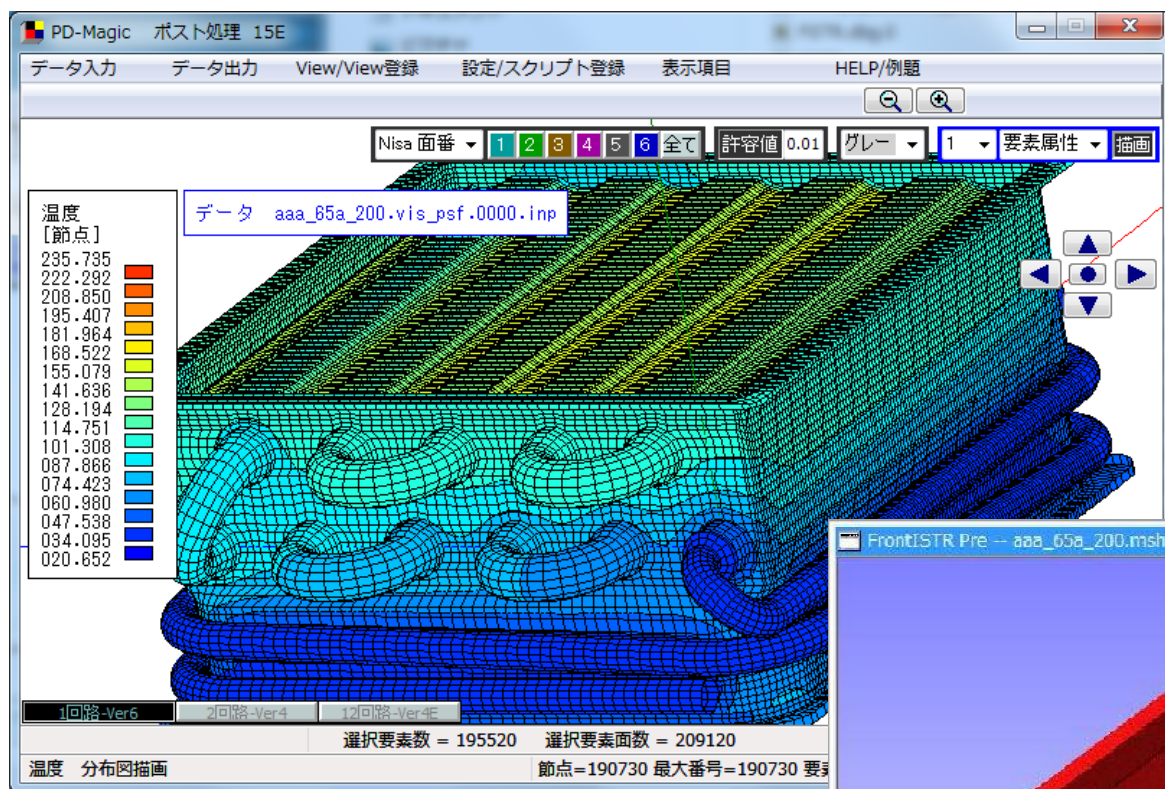 PD-Magic ポスト処理 15E
データ入力 データ出力 View/View登録 設定/スクリプト登録 表示項目 HELP/例題
Nisa 面番 1 2 3 4 5 6 全て 許容値 0.01 グレー 1 要素属性 描画
温度
[節点]
235.735
222.292
208.850
195.407
181.964
168.522
155.079
141.636
128.194
114.751
101.308
087.866
074.423
060.980
047.538
034.095
020.652
データ aaa_65a_200.vis_psf.0000.inp
FrontISTR Pre -- aaa_65a_200.msh
1回路-Ver6 2回路-Ver4 12回路-Ver4E
選択要素数 = 195520 選択要素面数 = 209120
温度 分布図描画 節点=190730 最大番号=190730